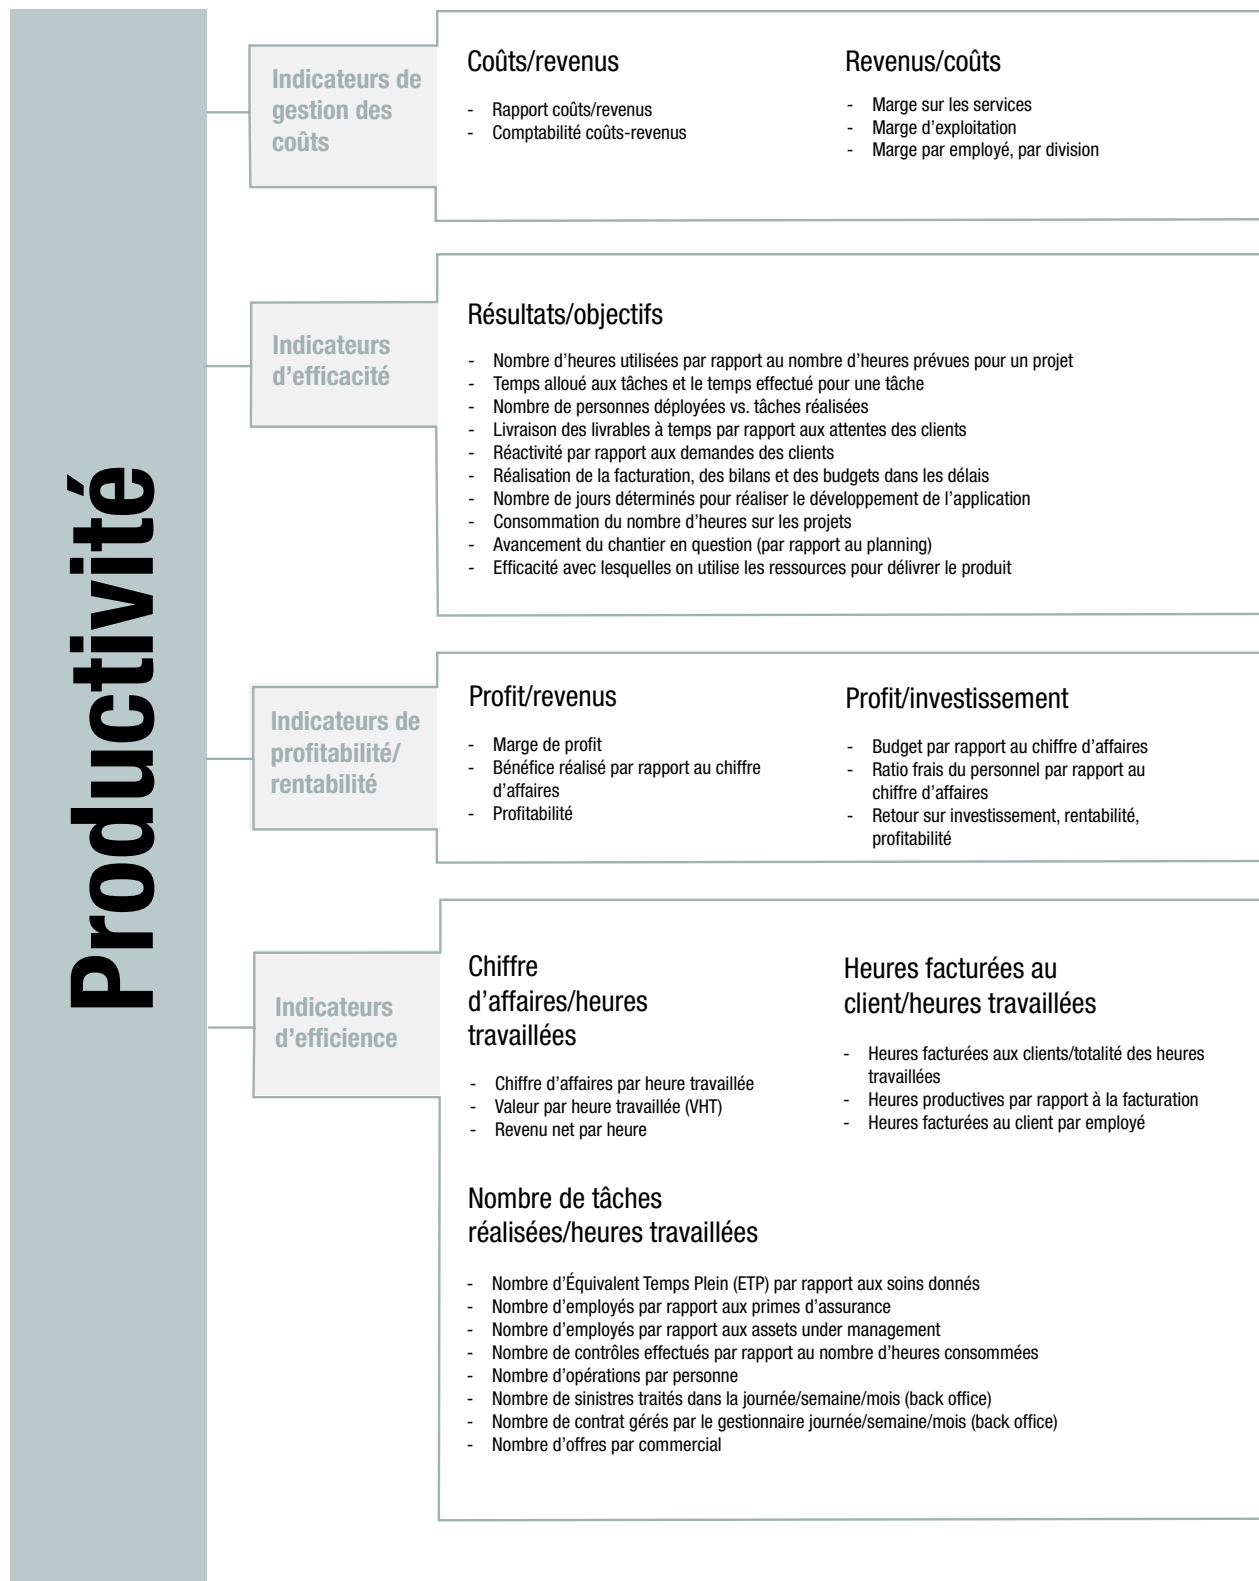 Productivité
Indicateurs de
gestion des
coûts
Coûts/revenus
- Rapport coûts/revenus
- Comptabilité coûts-revenus
Revenus/coûts
- Marge sur les services
- Marge d'exploitation
- Marge par employé, par division
Indicateurs
d'efficacité
Résultats/objectifs
- Nombre d'heures utilisées par rapport au nombre d'heures prévues pour un projet
- Temps alloué aux tâches et le temps effectué pour une tâche
- Nombre de personnes déployées vs. tâches réalisées
- Livraison des livrables à temps par rapport aux attentes des clients
- Réactivité par rapport aux demandes des clients
- Réalisation de la facturation, des bilans et des budgets dans les délais
- Nombre de jours déterminés pour réaliser le développement de l'application
- Consommation du nombre d'heures sur les projets
- Avancement du chantier en question (par rapport au planning)
- Efficacité avec lesquelles on utilise les ressources pour délivrer le produit
Indicateurs de
profitabilité/
rentabilité
Profit/revenus
- Marge de profit
- Bénéfice réalisé par rapport au chiffre
d'affaires
- Profitabilité
Profit/investissement
- Budget par rapport au chiffre d'affaires
- Ratio frais du personnel par rapport au
chiffre d'affaires
- Retour sur investissement, rentabilité,
profitabilité
Indicateurs
d'efficience
Chiffre
d'affaires/heures
travaillées
- Chiffre d'affaires par heure travaillée
- Valeur par heure travaillée (VHT)
- Revenu net par heure
Heures facturées au
client/heures travaillées
- Heures facturées aux clients/totalité des heures
travaillées
- Heures productives par rapport à la facturation
- Heures facturées au client par employé
Nombre de tâches
réalisées/heures travaillées
- Nombre d'Équivalent Temps Plein (ETP) par rapport aux soins donnés
- Nombre d'employés par rapport aux primes d'assurance
- Nombre d'employés par rapport aux assets under management
- Nombre de contrôles effectués par rapport au nombre d'heures consommées
- Nombre d'opérations par personne
- Nombre de sinistres traités dans la journée/semaine/mois (back office)
- Nombre de contrat gérés par le gestionnaire journée/semaine/mois (back office)
- Nombre d'offres par commercial